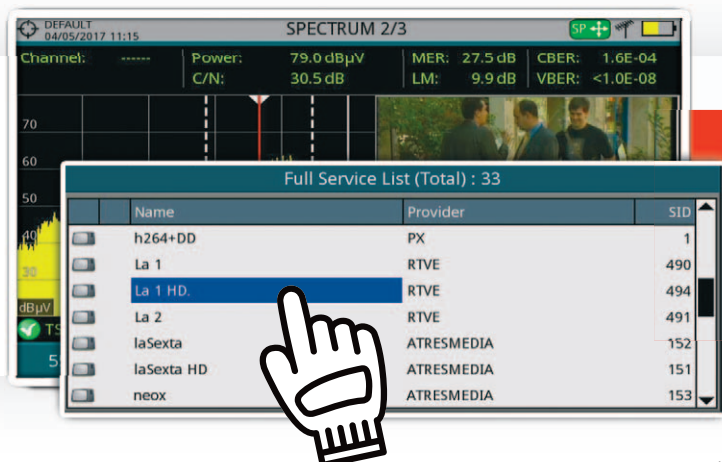 DEFAULT
04/05/2017 11:15
SPECTRUM 2/3
SP
Channel: ------ Power: 79.0 dBµV MER: 27.5 dB CBER: 1.6E-04
C/N: 30.5 dB LM: 9.9 dB VBER: <1.0E-08
70
60
50
40
30
dBµV
TS
5
Full Service List (Total) : 33
Name Provider SID
h264+DD PX 1
La 1 RTVE 490
La 1 HD. RTVE 494
La 2 RTVE 491
laSexta ATRESMEDIA 152
laSexta HD ATRESMEDIA 151
neox ATRESMEDIA 153